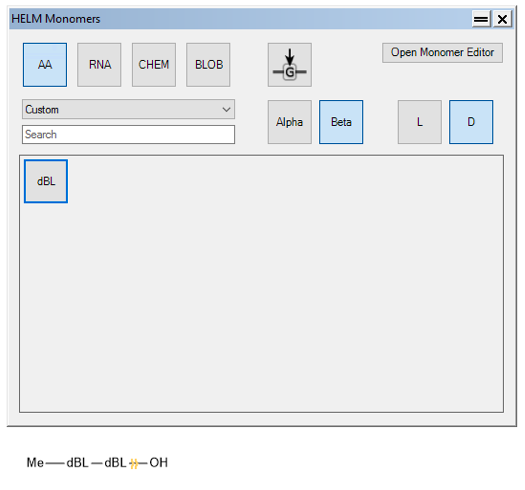 HELM Monomers
AA RNA CHEM BLOB G Open Monomer Editor
Custom
Search
Alpha Beta L D
dBL
Me—dBL—dBL—OH